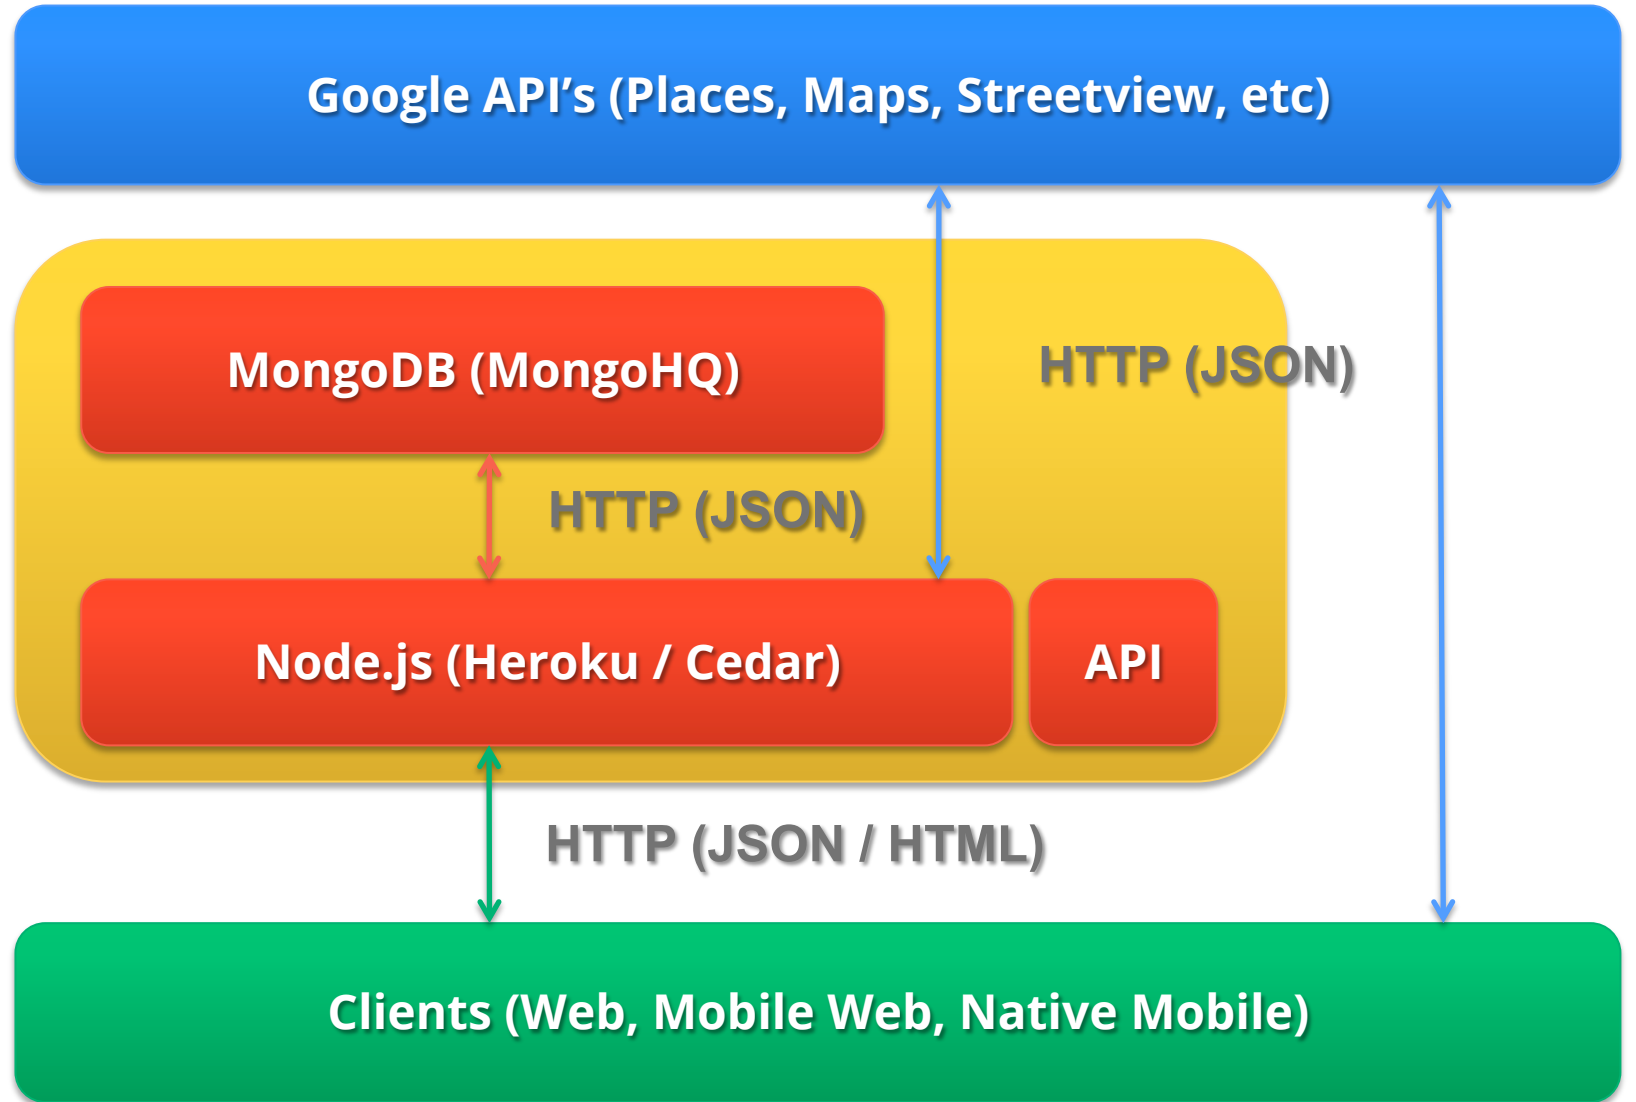 Google API’s (Places, Maps, Streetview, etc)
MongoDB (MongoHQ)
HTTP (JSON)
HTTP (JSON)
Node.js (Heroku / Cedar)
API
HTTP (JSON / HTML)
Clients (Web, Mobile Web, Native Mobile)